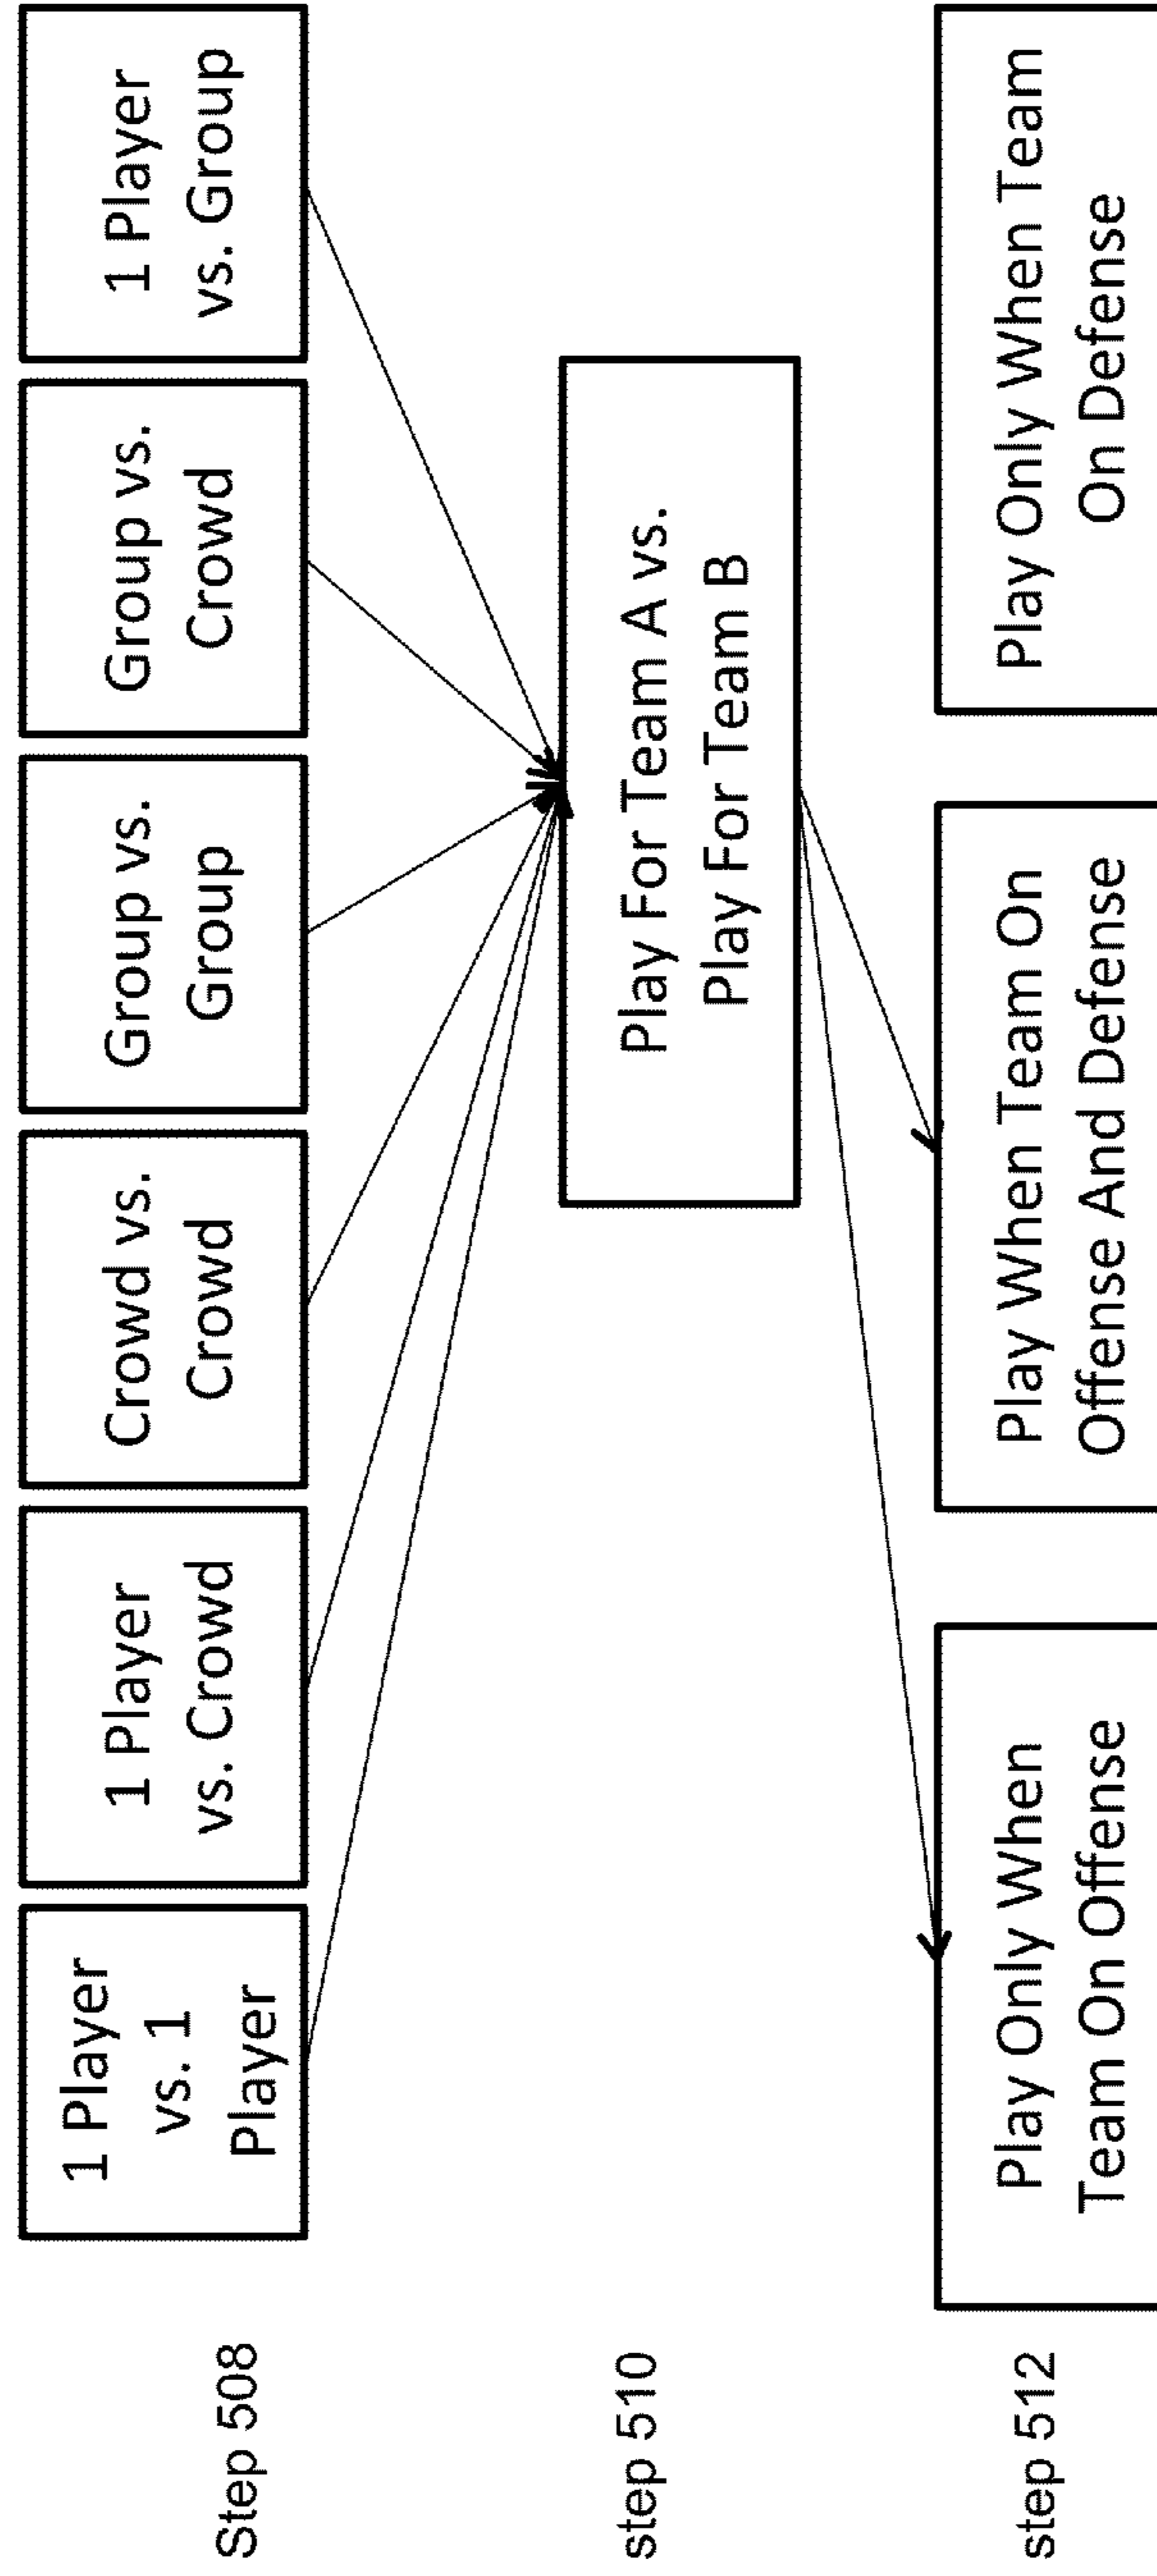 Step 508
1 Player
vs. 1
Player
1 Player
vs. Crowd
Crowd vs.
Crowd
Group vs.
Group
Group vs.
Crowd
1 Player
vs. Group
step 510
Play For Team A vs.
Play For Team B
step 512
Play Only When
Team On Offense
Play When Team On
Offense And Defense
Play Only When Team
On Defense